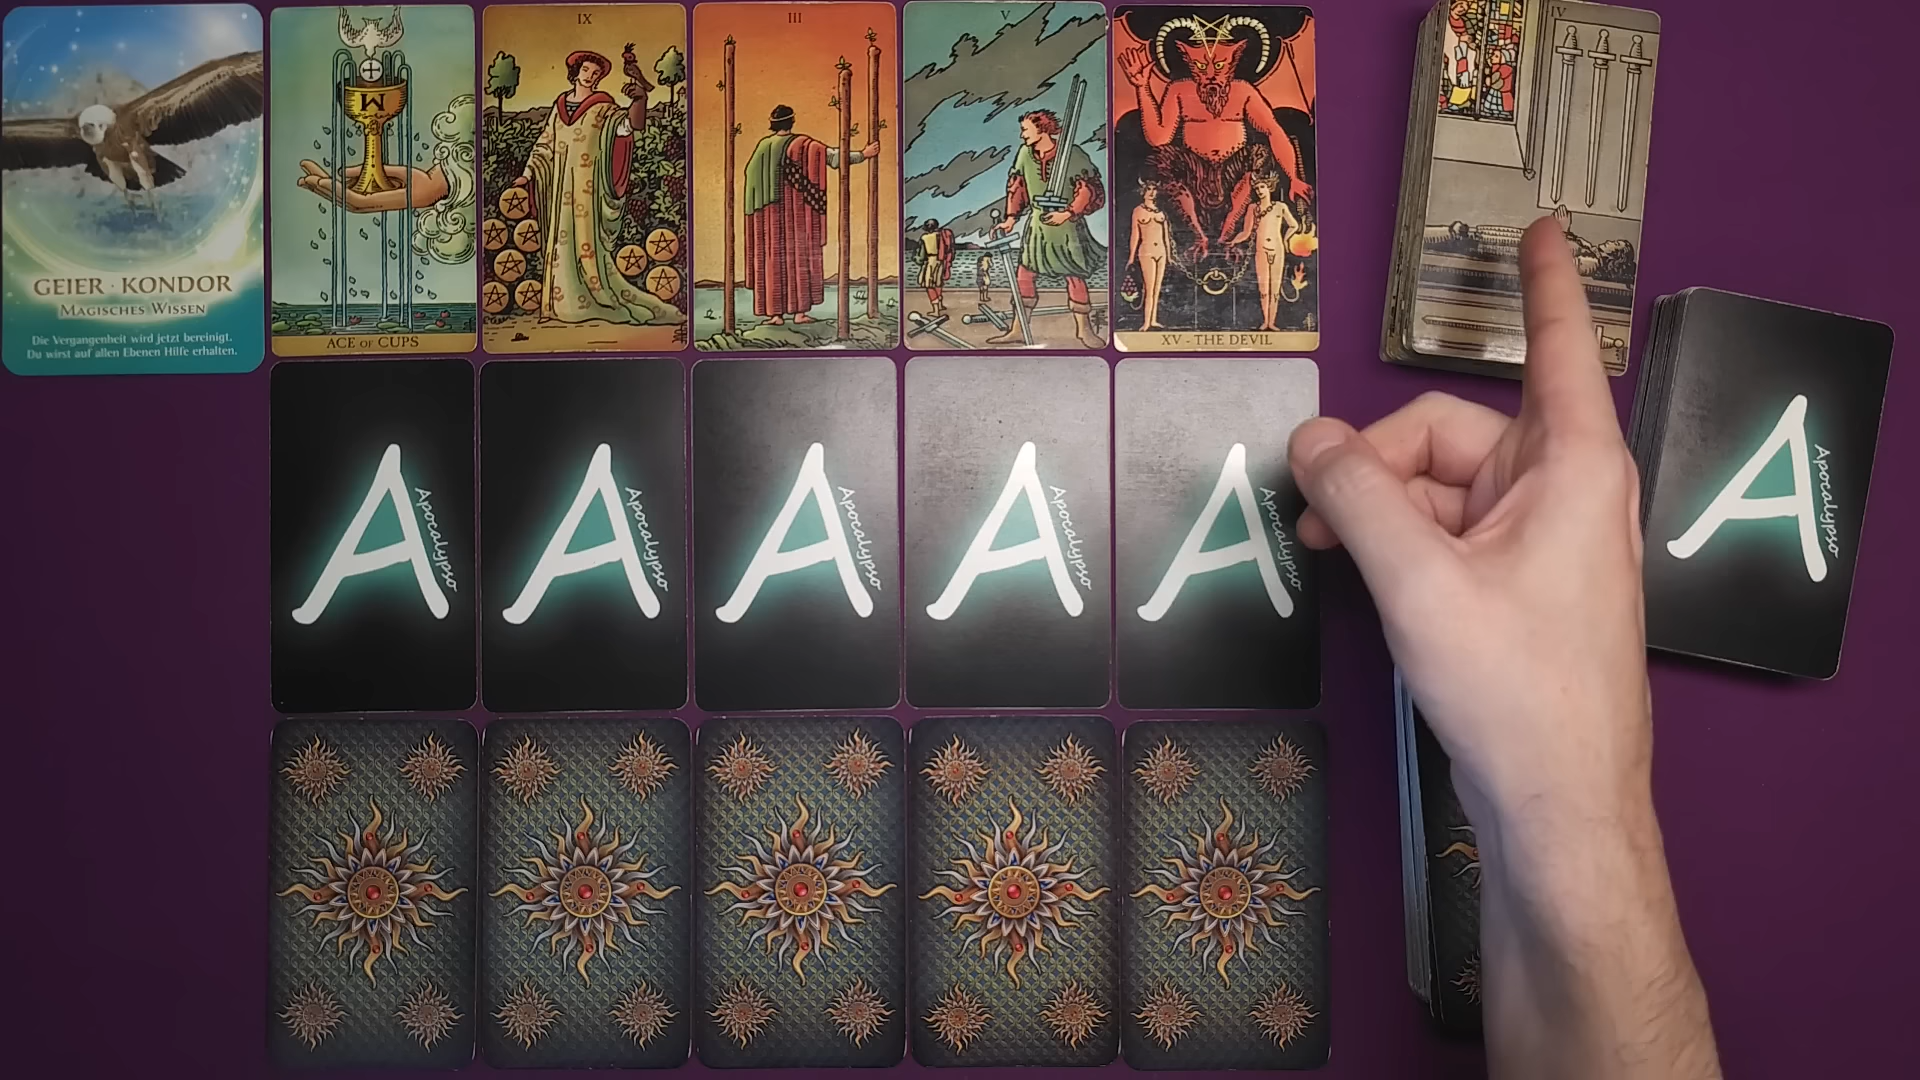 GEIER · KONDOR
MAGISCHES WISSEN
Die Vergangenheit wird jetzt bereinigt.
Du wirst auf allen Ebenen Hilfe erhalten.
ACE OF CUPS
IX
III
V
XV - THE DEVIL
IV
A
Apocalypso
A
Apocalypso
A
Apocalypso
A
Apocalypso
A
Apocalypso
A
Apocalypso